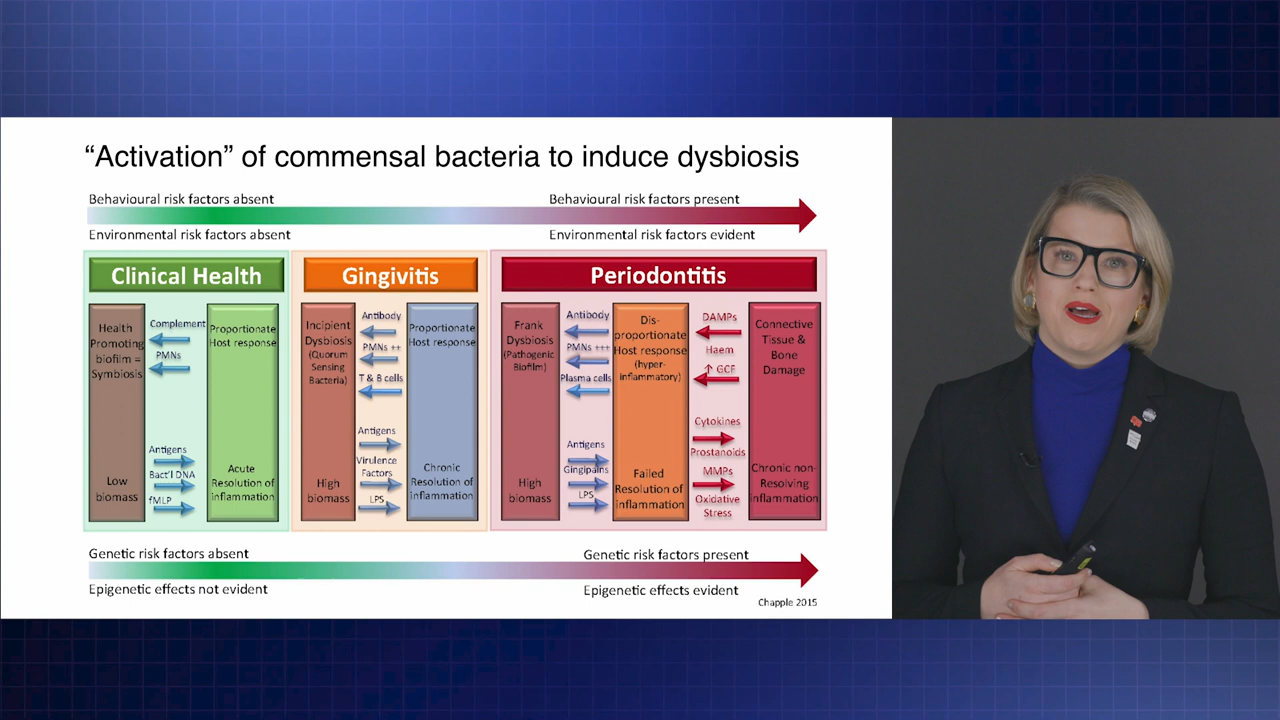 “Activation” of commensal bacteria to induce dysbiosis
Behavioural risk factors absent
Behavioural risk factors present
Environmental risk factors absent
Environmental risk factors evident
Clinical Health
Health
Promoting
biofilm =
Symbiosis
Low
biomass
Complement
PMNs
Antigens
Bact'l DNA
fMLP
Proportionate
Host response
Acute
Resolution of
inflammation
Gingivitis
Incipient
Dysbiosis
(Quorum
Sensing
Bacteria)
High
biomass
Antibody
PMNs ++
T & B cells
Antigens
Virulence
Factors
LPS
Proportionate
Host response
Chronic
Resolution of
inflammation
Periodontitis
Frank
Dysbiosis
(Pathogenic
Biofilm)
High
biomass
Antibody
PMNs +++
Plasma cells
Antigens
Gingipains
LPS
Dis-
proportionate
Host response
(hyper-
inflammatory)
Failed
Resolution of
inflammation
DAMPs
Haem
↑ GCF
Cytokines
Prostanoids
MMPs
Oxidative
Stress
Connective
Tissue &
Bone
Damage
Chronic non-
Resolving
inflammation
Genetic risk factors absent
Genetic risk factors present
Epigenetic effects not evident
Epigenetic effects evident
Chapple 2015